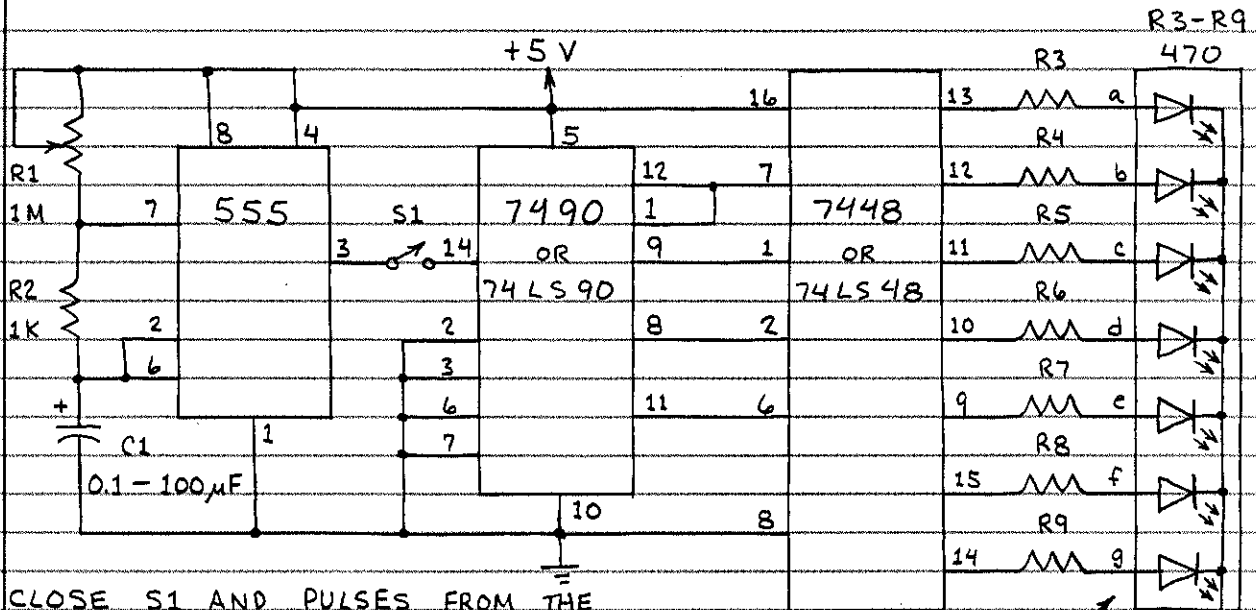 R3-R9
+5 V R3 470
16 13 a
8 4 5 R4
R1 12 7 12 b
1M 7 555 S1 7490 1 7448 R5
3 14 OR 9 1 OR 11 c
R2 74LS90 74LS48 R6
1K 2 2 8 2 10 d
6 3 R7
+ 6 11 6 9 e
C1 1 7 R8
0.1 - 100µF 15 f
10 8 R9
14 g
CLOSE S1 AND PULSES FROM THE